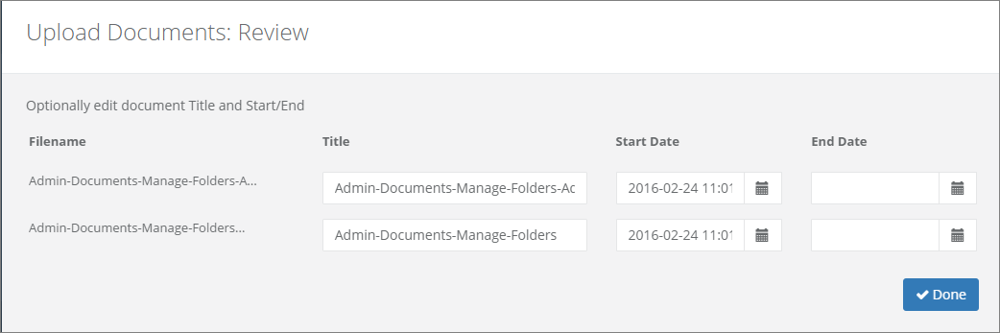 Upload Documents: Review
Optionally edit document Title and Start/End
Filename Title Start Date End Date
Admin-Documents-Manage-Folders-A... Admin-Documents-Manage-Folders-Ac 2016-02-24 11:01
Admin-Documents-Manage-Folders... Admin-Documents-Manage-Folders 2016-02-24 11:01
Done